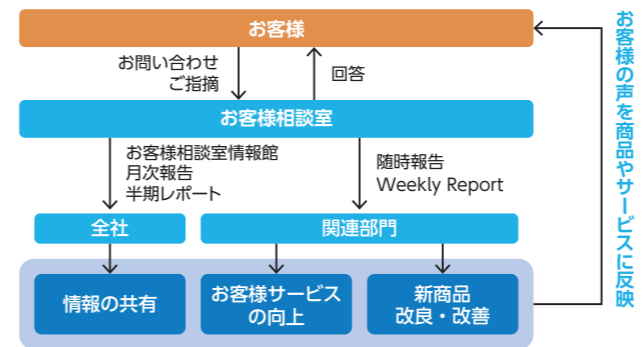 お客様
お問い合わせ
ご指摘
回答
お客様相談室
お客様相談室情報館
月次報告
半期レポート
随時報告
Weekly Report
全社
関連部門
情報の共有
お客様サービス
の向上
新商品
改良・改善
お客様の声を商品やサービスに反映